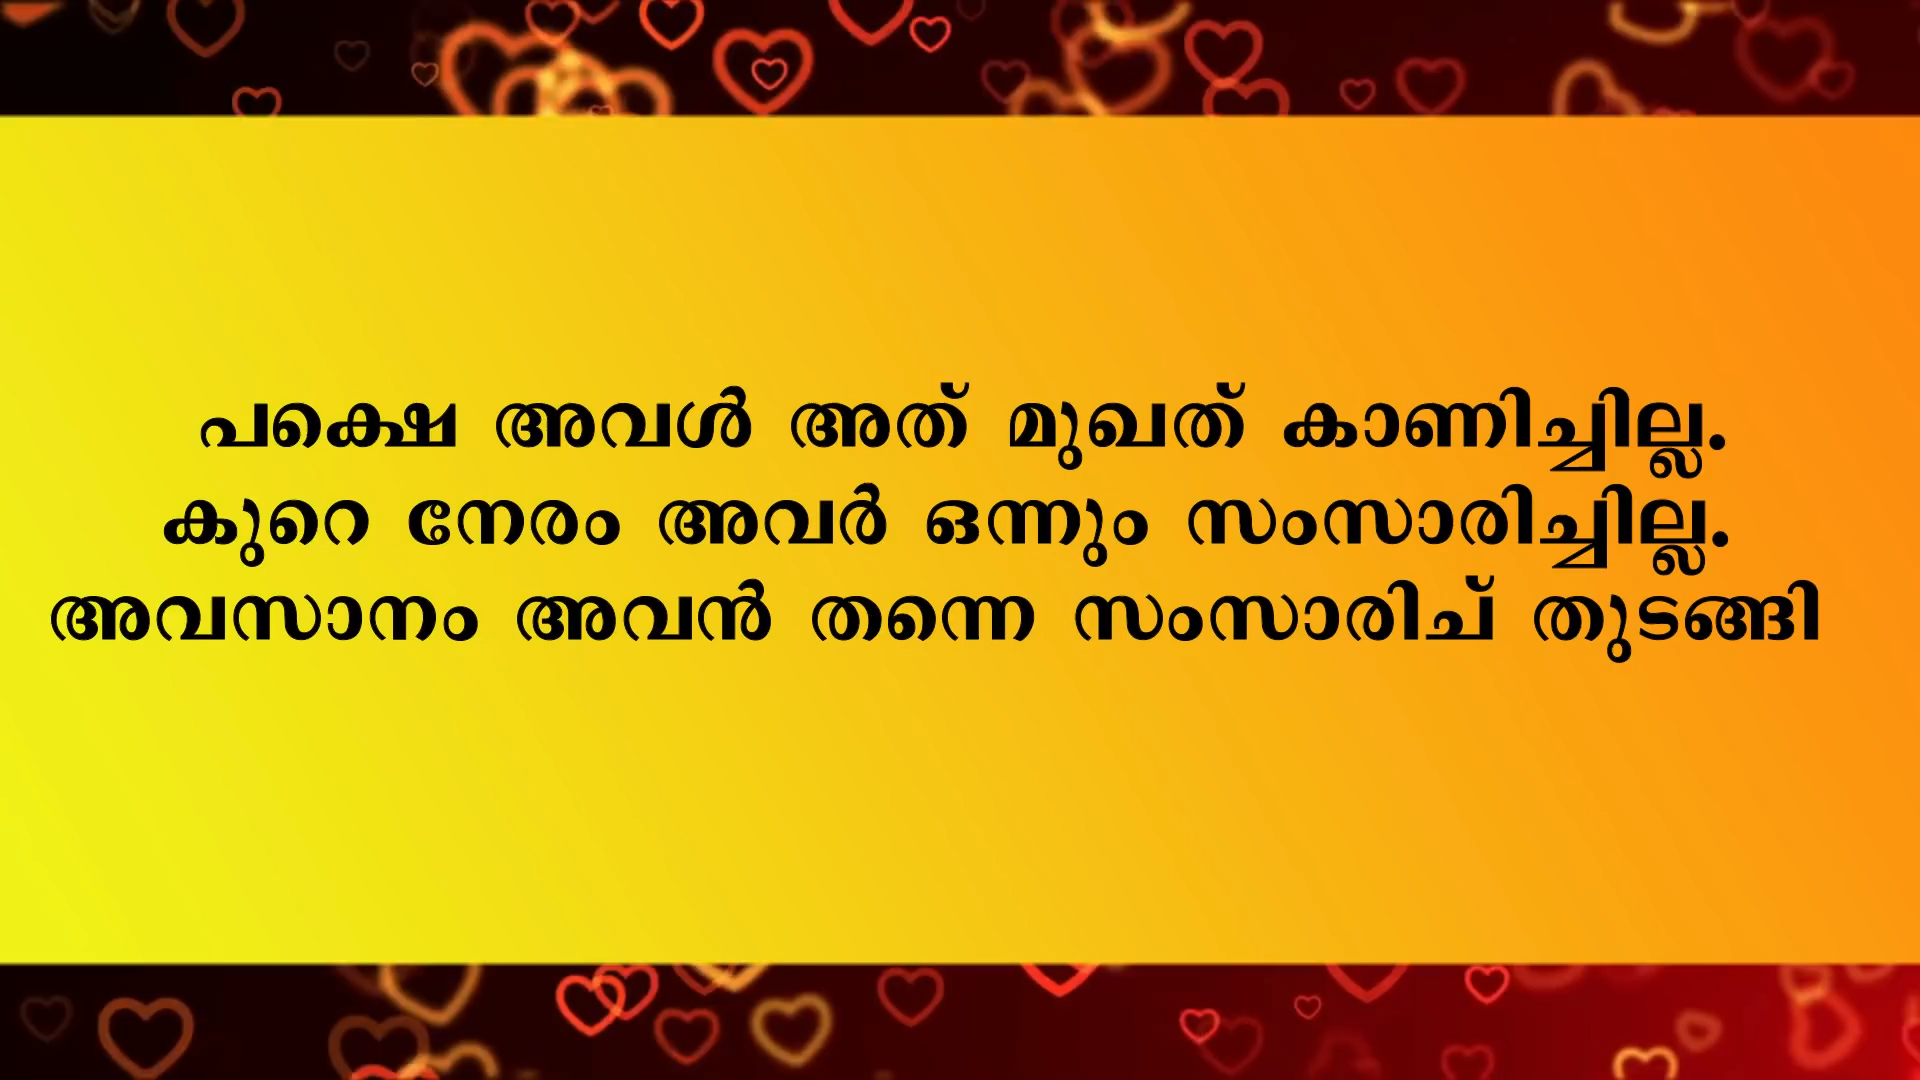 പക്ഷെ അവൾ അത് മുഖത് കാണിച്ചില്ല.
കുറെ നേരം അവർ ഒന്നും സംസാരിച്ചില്ല.
അവസാനം അവൻ തന്നെ സംസാരിച് തുടങ്ങി